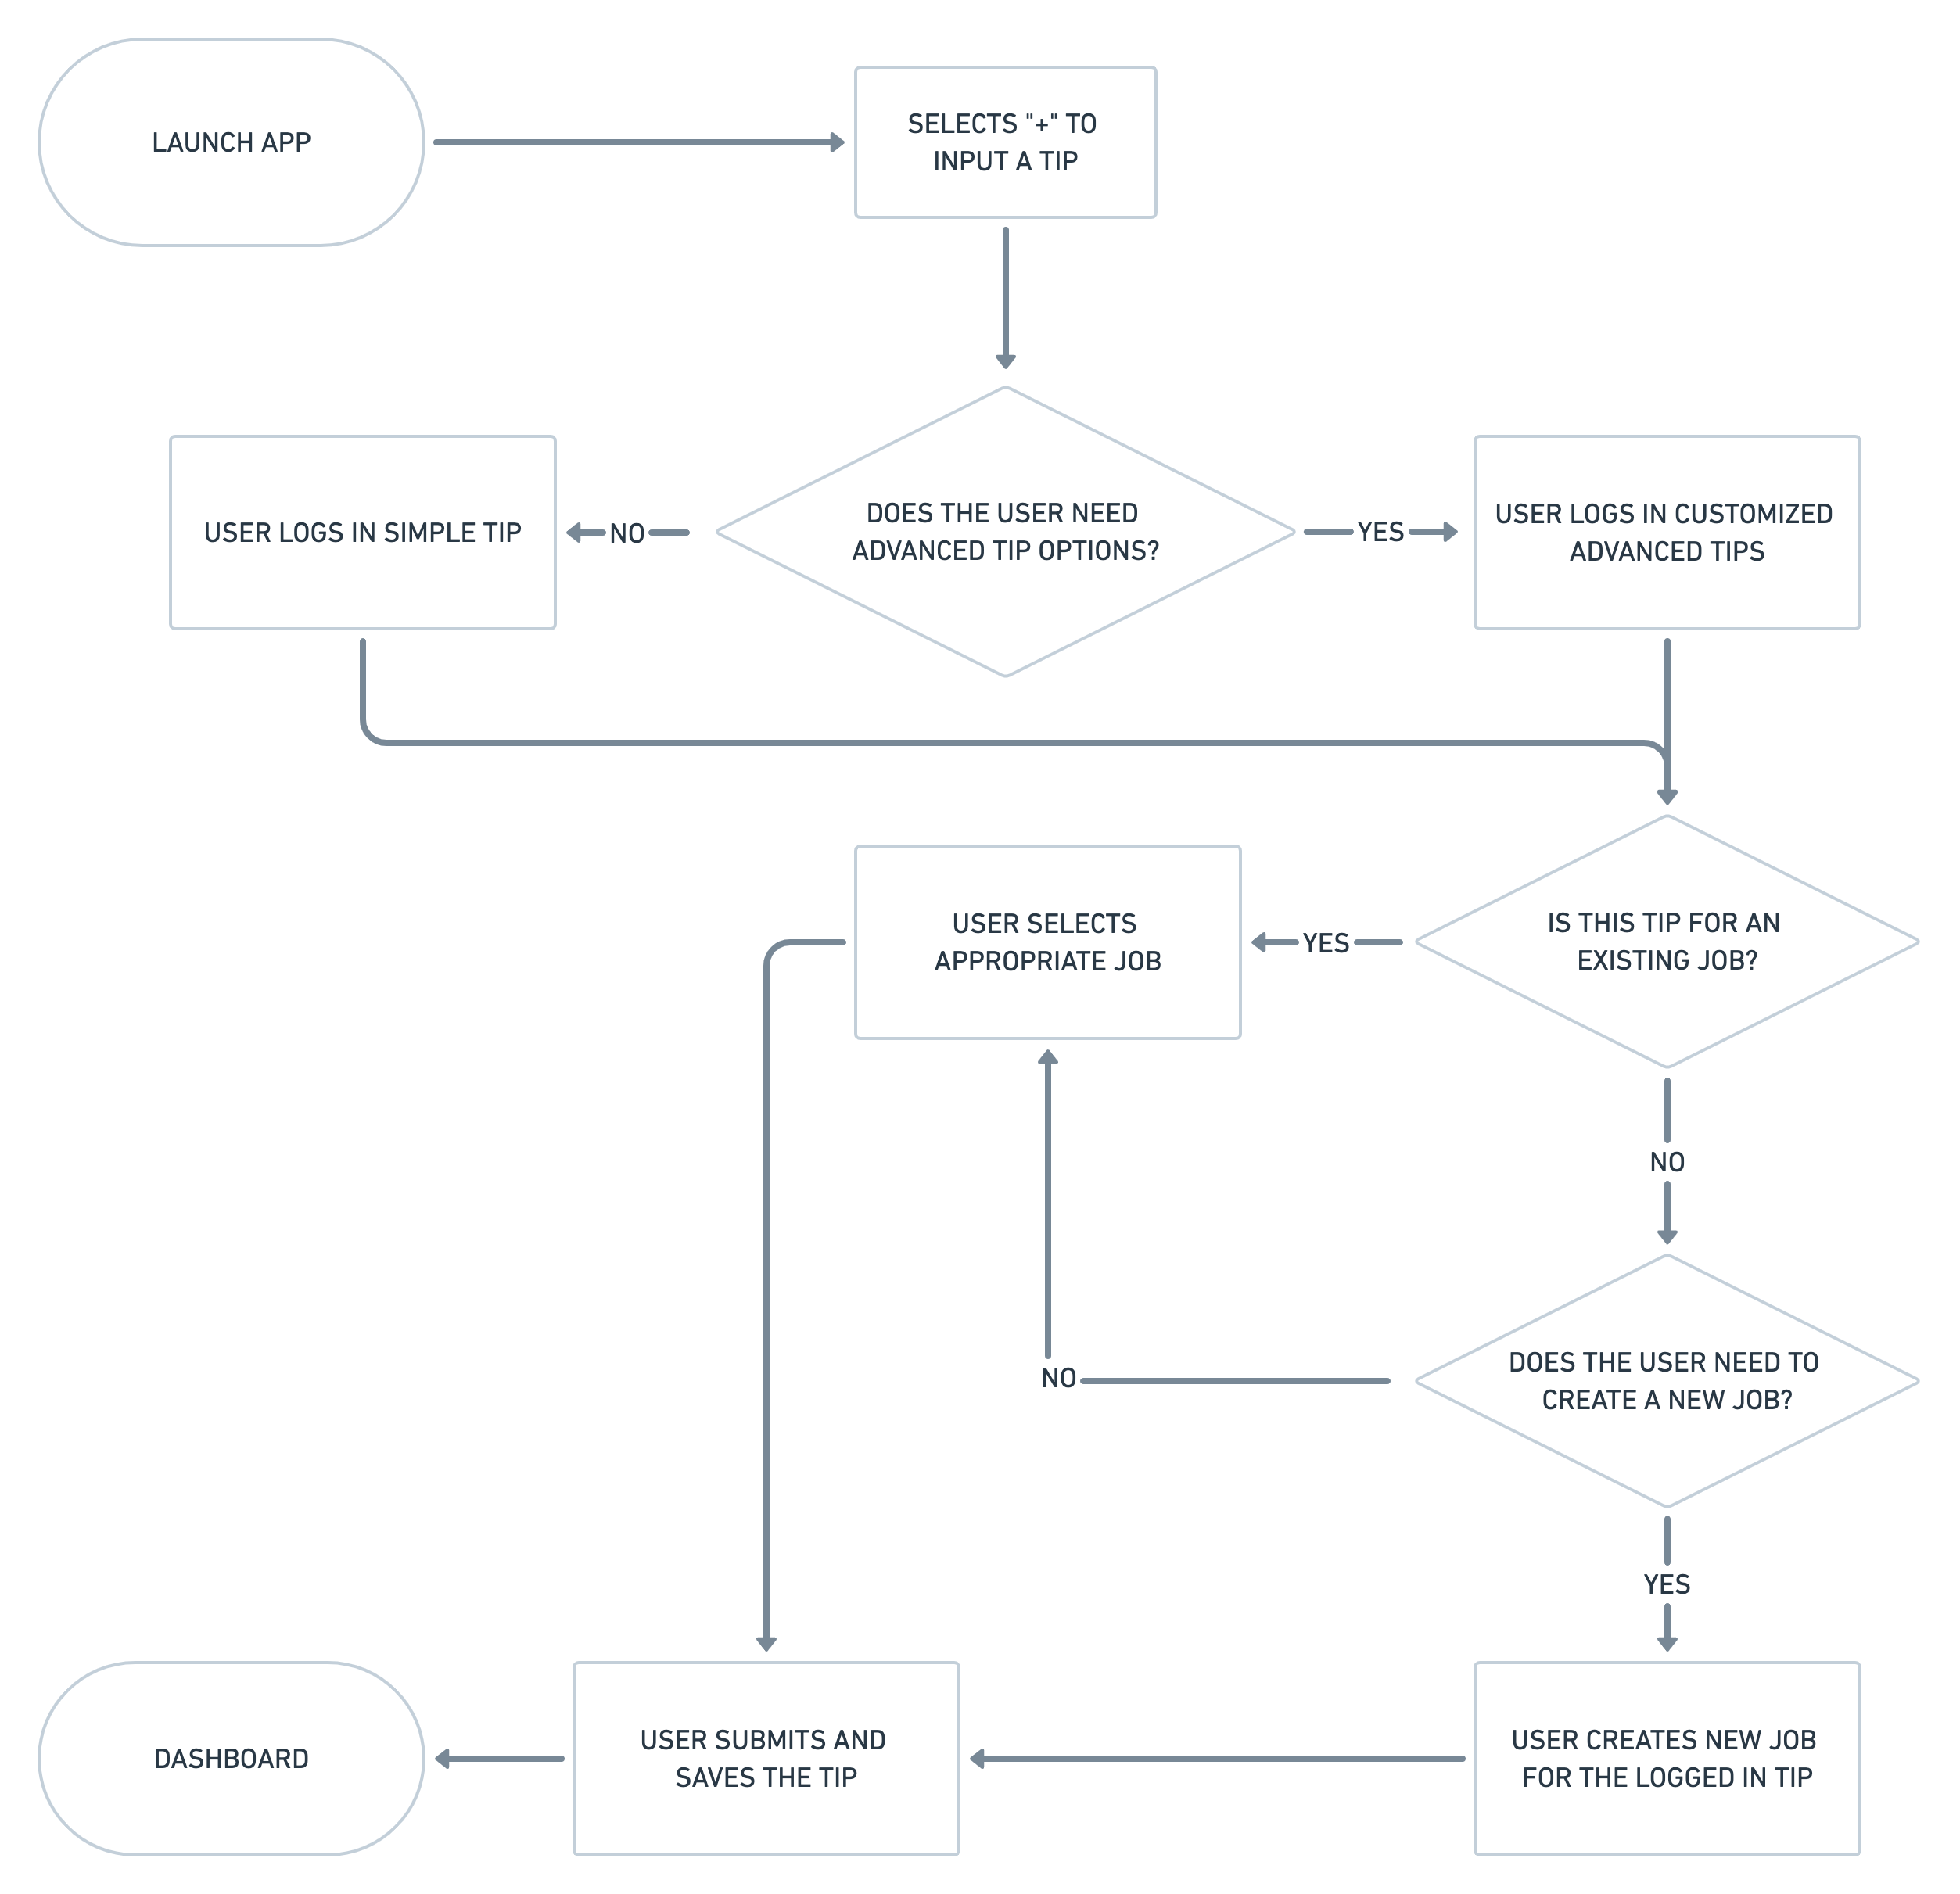 LAUNCH APP
SELECTS "+" TO
INPUT A TIP
DOES THE USER NEED
ADVANCED TIP OPTIONS?
NO
USER LOGS IN SIMPLE TIP
YES
USER LOGS IN CUSTOMIZED
ADVANCED TIPS
IS THIS TIP FOR AN
EXISTING JOB?
YES
USER SELECTS
APPROPRIATE JOB
NO
DOES THE USER NEED TO
CREATE A NEW JOB?
NO
YES
USER CREATES NEW JOB
FOR THE LOGGED IN TIP
USER SUBMITS AND
SAVES THE TIP
DASHBOARD